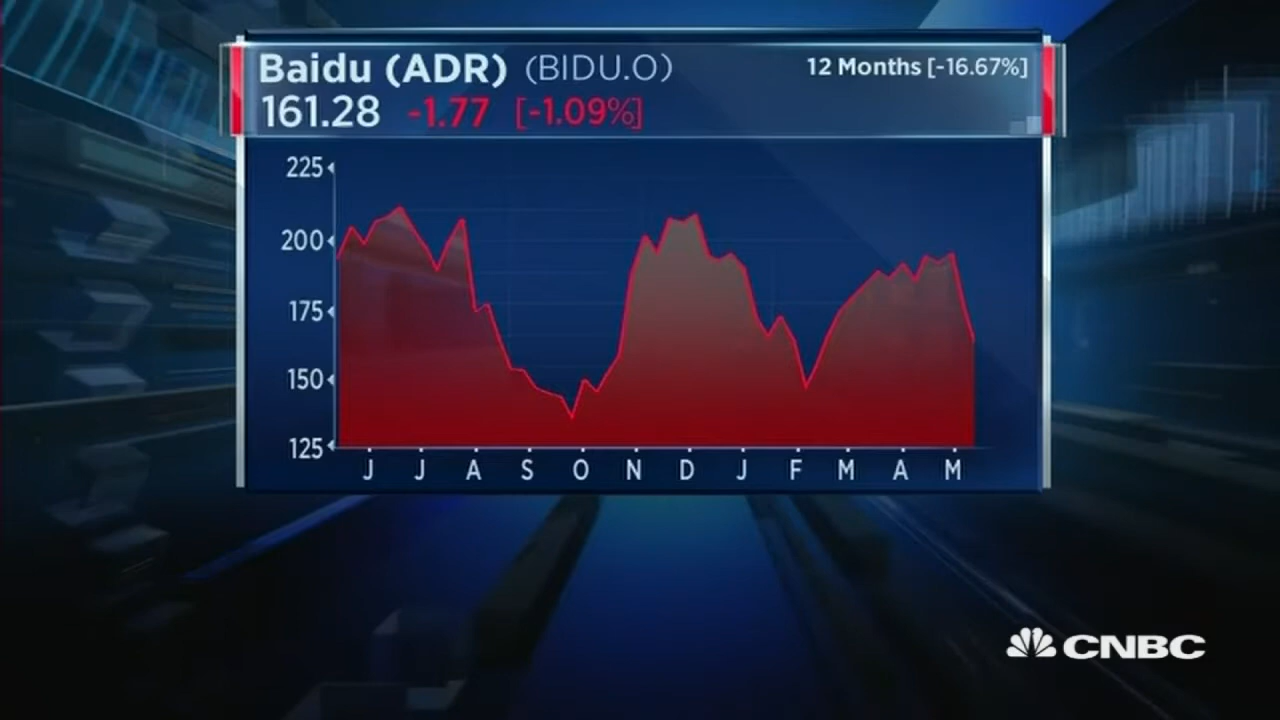 Baidu (ADR) (BIDU.O) 12 Months [-16.67%]
161.28 -1.77 [-1.09%]
225
200
175
150
125
J J A S O N D J F M A M
CNBC